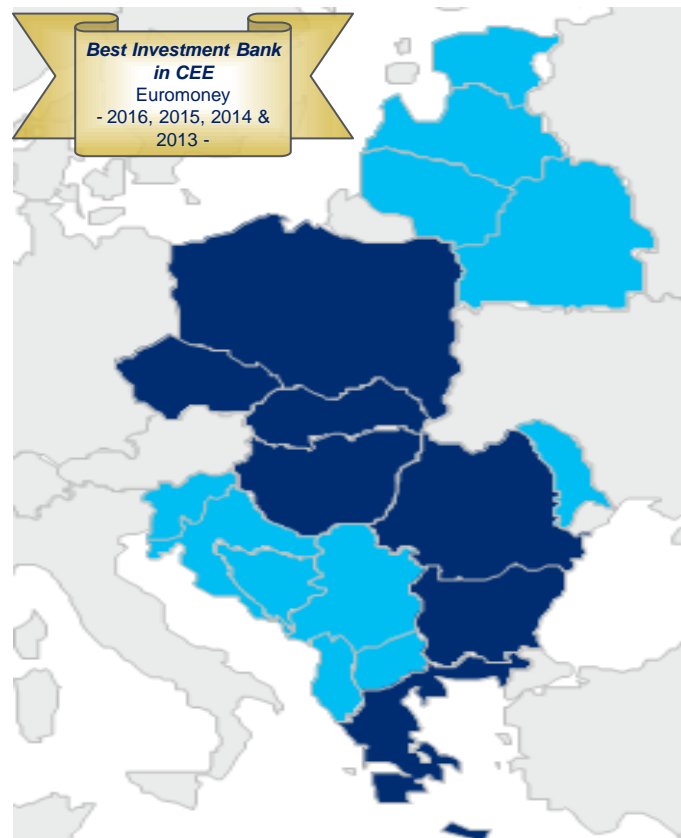 Best Investment Bank
in CEE
Euromoney
- 2016, 2015, 2014 &
2013 -